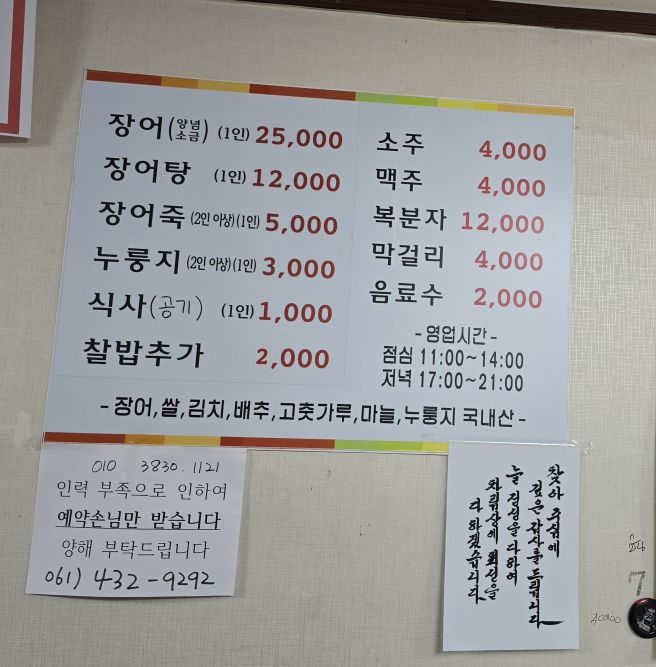 장어(양념 소금) (1인) 25,000
장어탕 (1인) 12,000
장어죽 (2인 이상)(1인) 5,000
누룽지 (2인 이상)(1인) 3,000
식사(공기) (1인) 1,000
찰밥추가 2,000
소주 4,000
맥주 4,000
복분자 12,000
막걸리 4,000
음료수 2,000
- 영업시간 -
점심 11:00~14:00
저녁 17:00~21:00
- 장어,쌀,김치,배추,고춧가루,마늘,누룽지 국내산 -
010 3830.1121
인력 부족으로 인하여
예약손님만 받습니다
양해 부탁드립니다
061) 432-9292
찾아 주심에
깊은 감사를 드립니다
늘 정성을 다하여
차림상에 최선을
다 하겠습니다